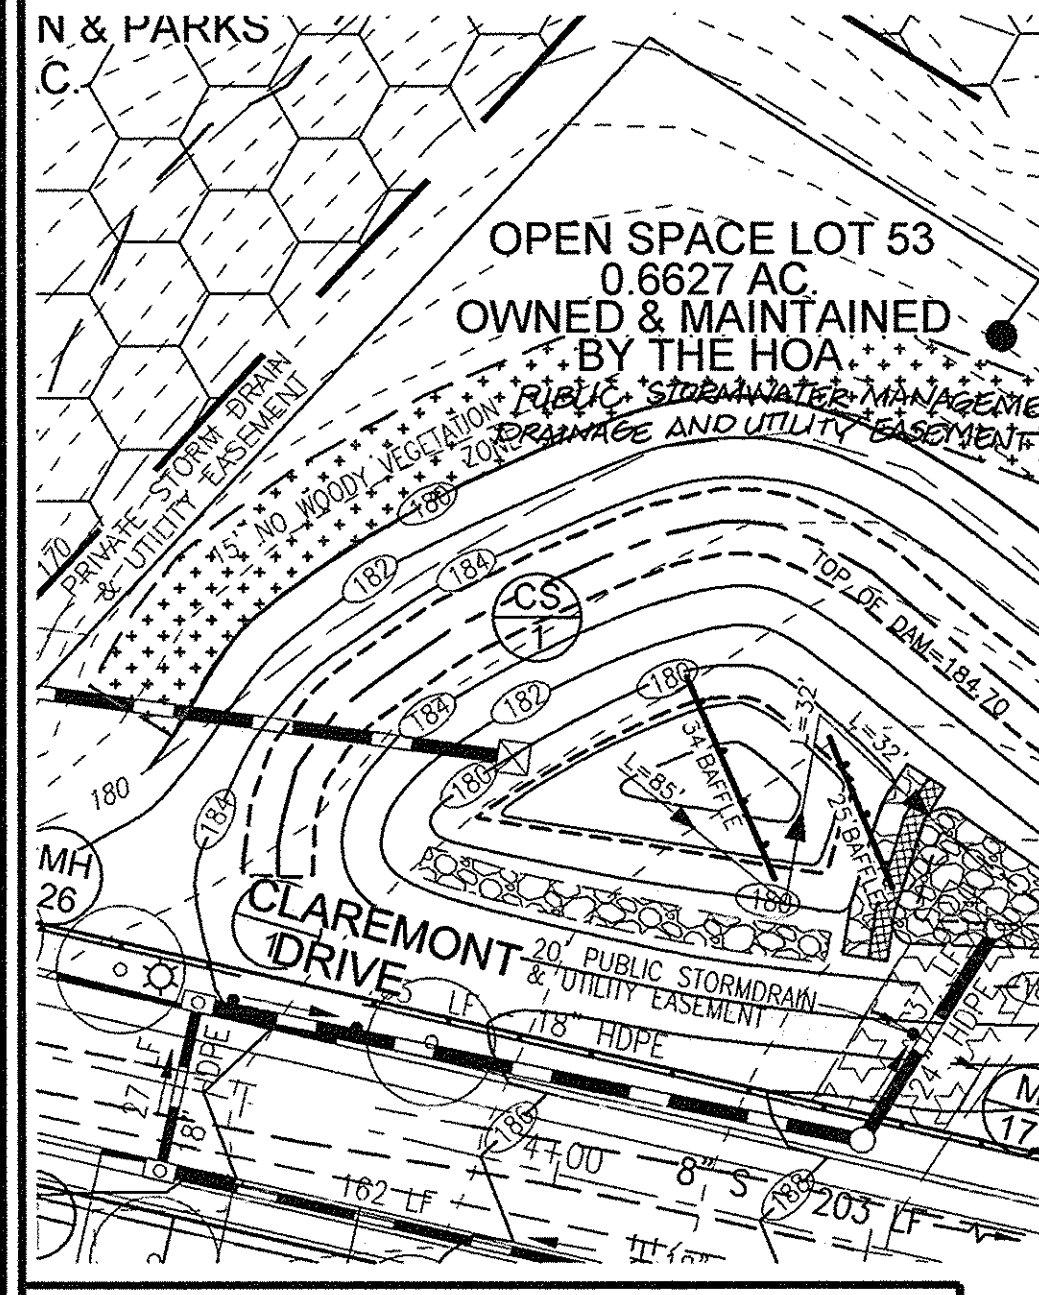 N & PARKS
C.
OPEN SPACE LOT 53
0.6627 AC.
OWNED & MAINTAINED
BY THE HOA
PUBLIC STORMWATER MANAGEME
DRAINAGE AND UTILITY EASEMENT
PRIVATE STORM DRAIN
& UTILITY EASEMENT
170
15' NO WOODY VEGETATION
ZONE
180
182
184
CS
1
TOP OF DAM=184.70
184
182
180
34' BAFFLE
L=32'
L=32'
L=85'
25' BAFFLE
180
180
184
180
MH
26
CLAREMONT
DRIVE
1
20' PUBLIC STORMDRAIN
& UTILITY EASEMENT
LF
18" HDPE
37 LF
24" HDPE
27 LF
18" HDPE
M
17
186
8" S
188
162 LF
203 LF